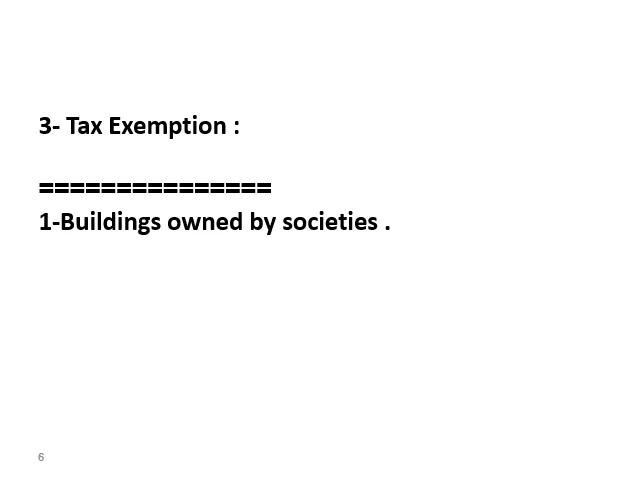 3- Tax Exemption :
===============
1-Buildings owned by societies .
6